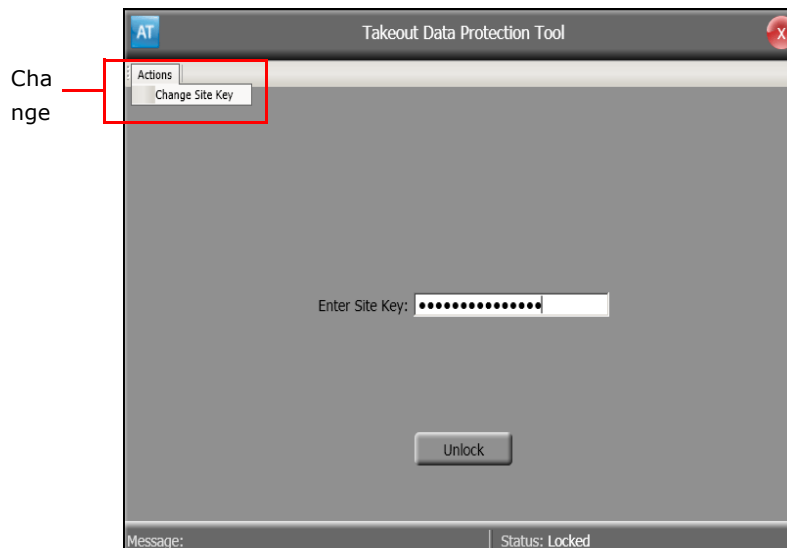 AT
Takeout Data Protection Tool
X
Actions
Change Site Key
Cha
nge
Enter Site Key: •••••••••••••••
Unlock
Message:
Status: Locked